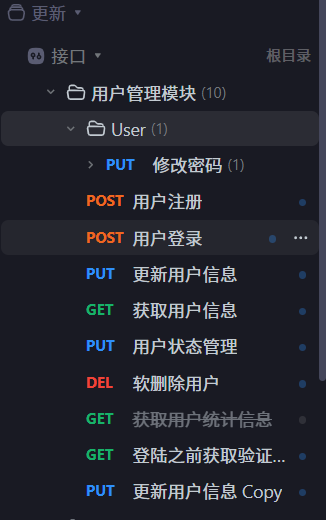 更新
接口 根目录
用户管理模块 (10)
User (1)
PUT 修改密码 (1)
POST 用户注册
POST 用户登录
PUT 更新用户信息
GET 获取用户信息
PUT 用户状态管理
DEL 软删除用户
GET 获取用户统计信息
GET 登陆之前获取验证...
PUT 更新用户信息 Copy